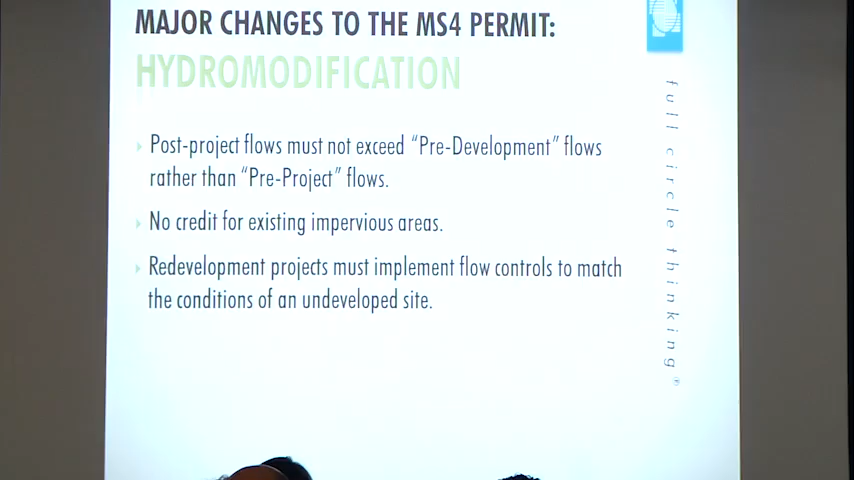 MAJOR CHANGES TO THE MS4 PERMIT:
HYDROMODIFICATION
Post-project flows must not exceed “Pre-Development” flows
rather than “Pre-Project” flows.
No credit for existing impervious areas.
Redevelopment projects must implement flow controls to match
the conditions of an undeveloped site.
full circle thinking®